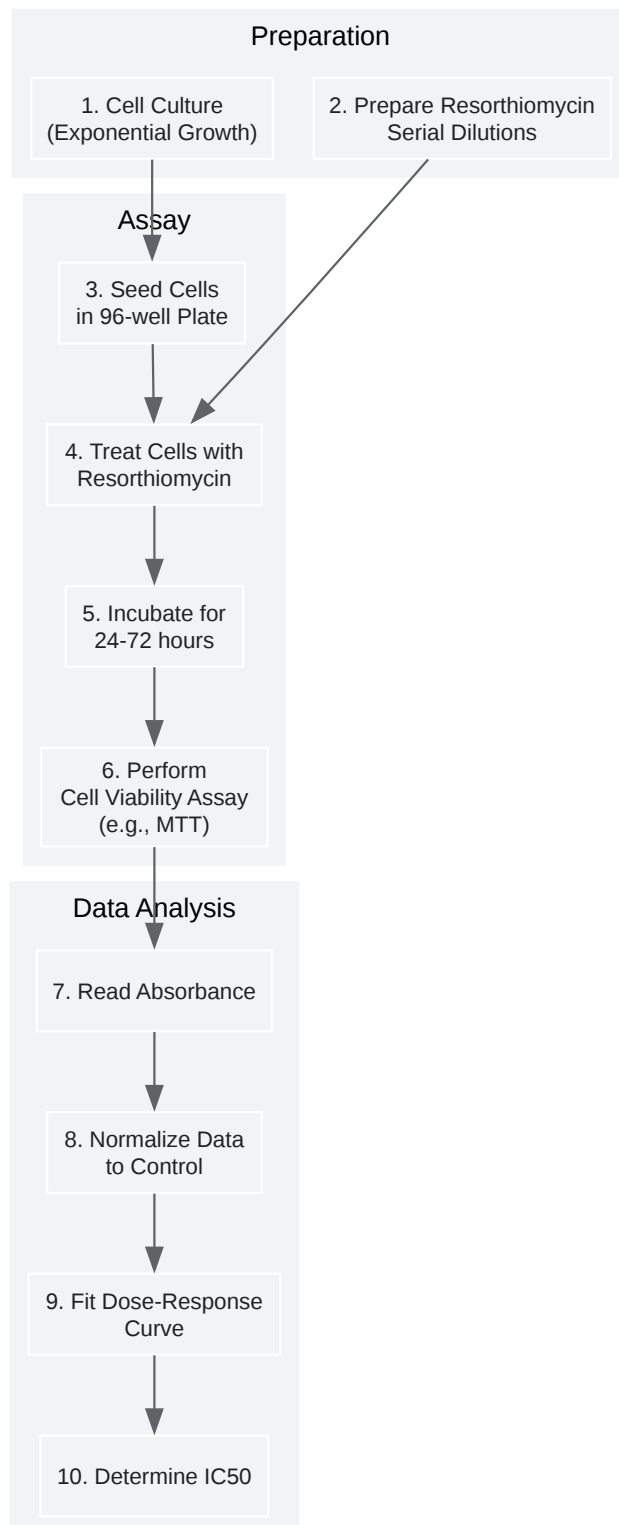 Preparation
1. Cell Culture
(Exponential Growth)
2. Prepare Resorthiomycin
Serial Dilutions
Assay
3. Seed Cells
in 96-well Plate
4. Treat Cells with
Resorthiomycin
5. Incubate for
24-72 hours
6. Perform
Cell Viability Assay
(e.g., MTT)
Data Analysis
7. Read Absorbance
8. Normalize Data
to Control
9. Fit Dose-Response
Curve
10. Determine IC50